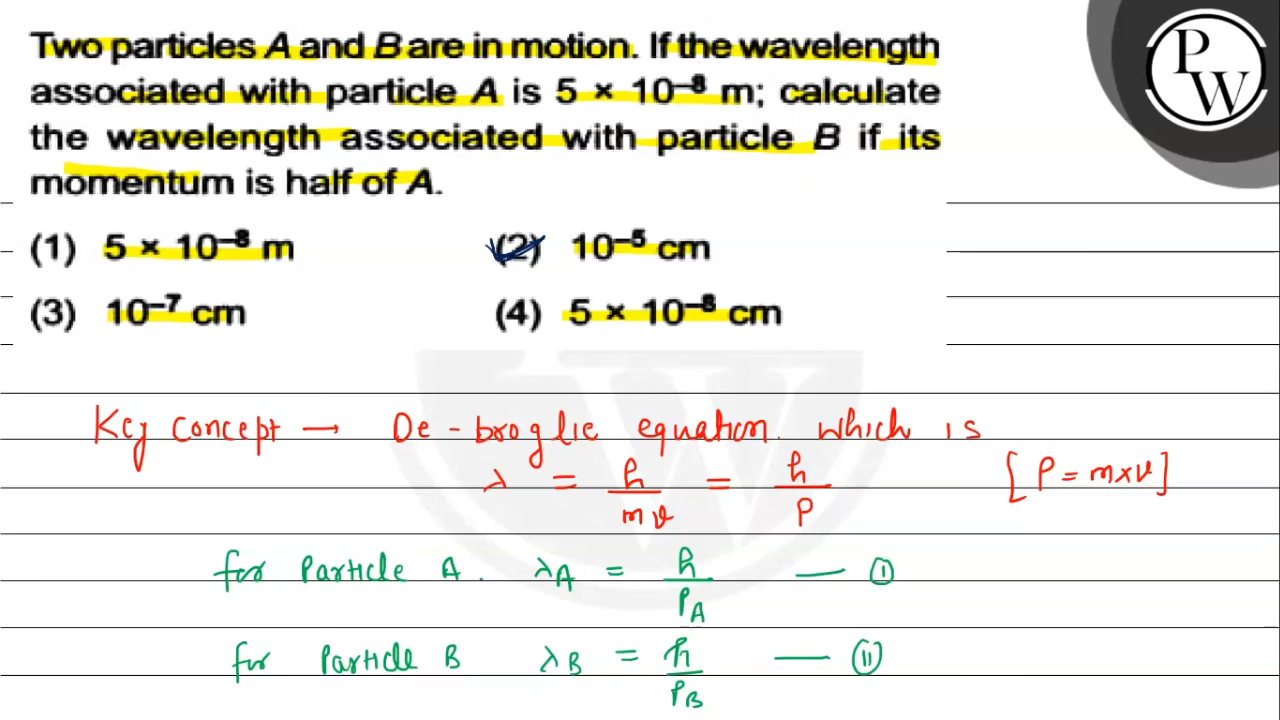 Two particles A and B are in motion. If the wavelength
associated with particle A is 5 × 10⁻⁸ m; calculate
the wavelength associated with particle B if its
momentum is half of A.
(1) 5 × 10⁻⁸ m (2) 10⁻⁵ cm
(3) 10⁻⁷ cm (4) 5 × 10⁻⁸ cm
PW
Key concept → De-broglie equation. which is
λ = h/mv = h/P [P = m×v]
for Particle A. λA = h/PA — (I)
for Particle B λB = h/PB — (II)